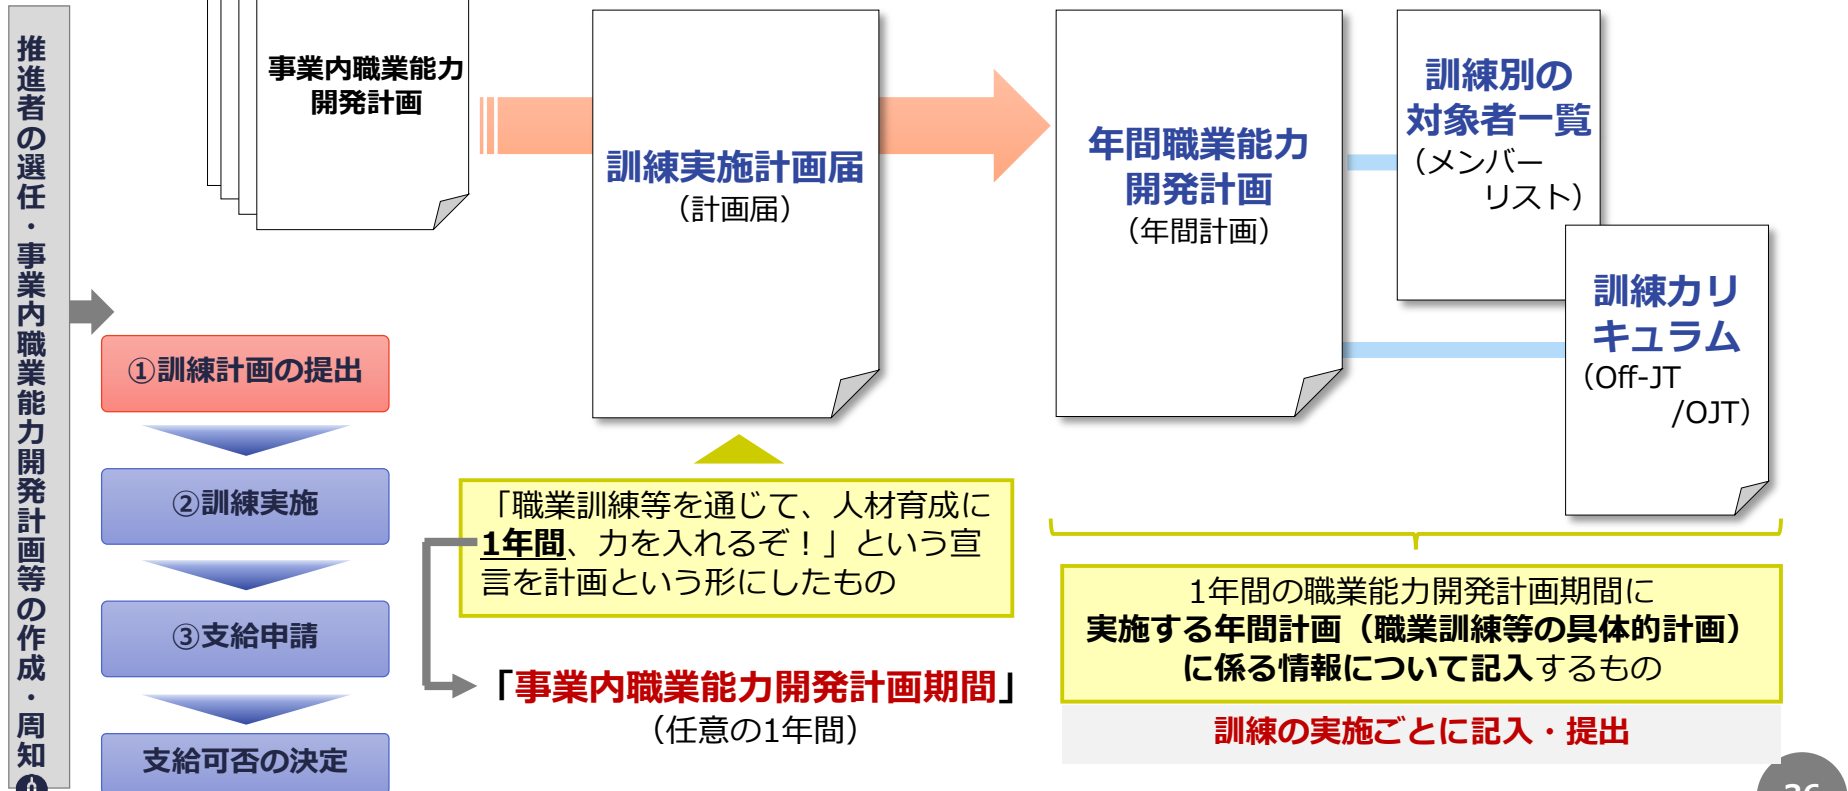 推進者の選任・事業内職業能力開発計画等の作成・周知
事業内職業能力
開発計画
訓練実施計画届
（計画届）
年間職業能力
開発計画
（年間計画）
訓練別の
対象者一覧
（メンバー
リスト）
訓練カリ
キュラム
（Off-JT
/OJT）
①訓練計画の提出
②訓練実施
③支給申請
支給可否の決定
「職業訓練等を通じて、人材育成に
1年間、力を入れるぞ！」という宣
言を計画という形にしたもの
「事業内職業能力開発計画期間」
（任意の1年間）
1年間の職業能力開発計画期間に
実施する年間計画（職業訓練等の具体的計画）
に係る情報について記入するもの
訓練の実施ごとに記入・提出